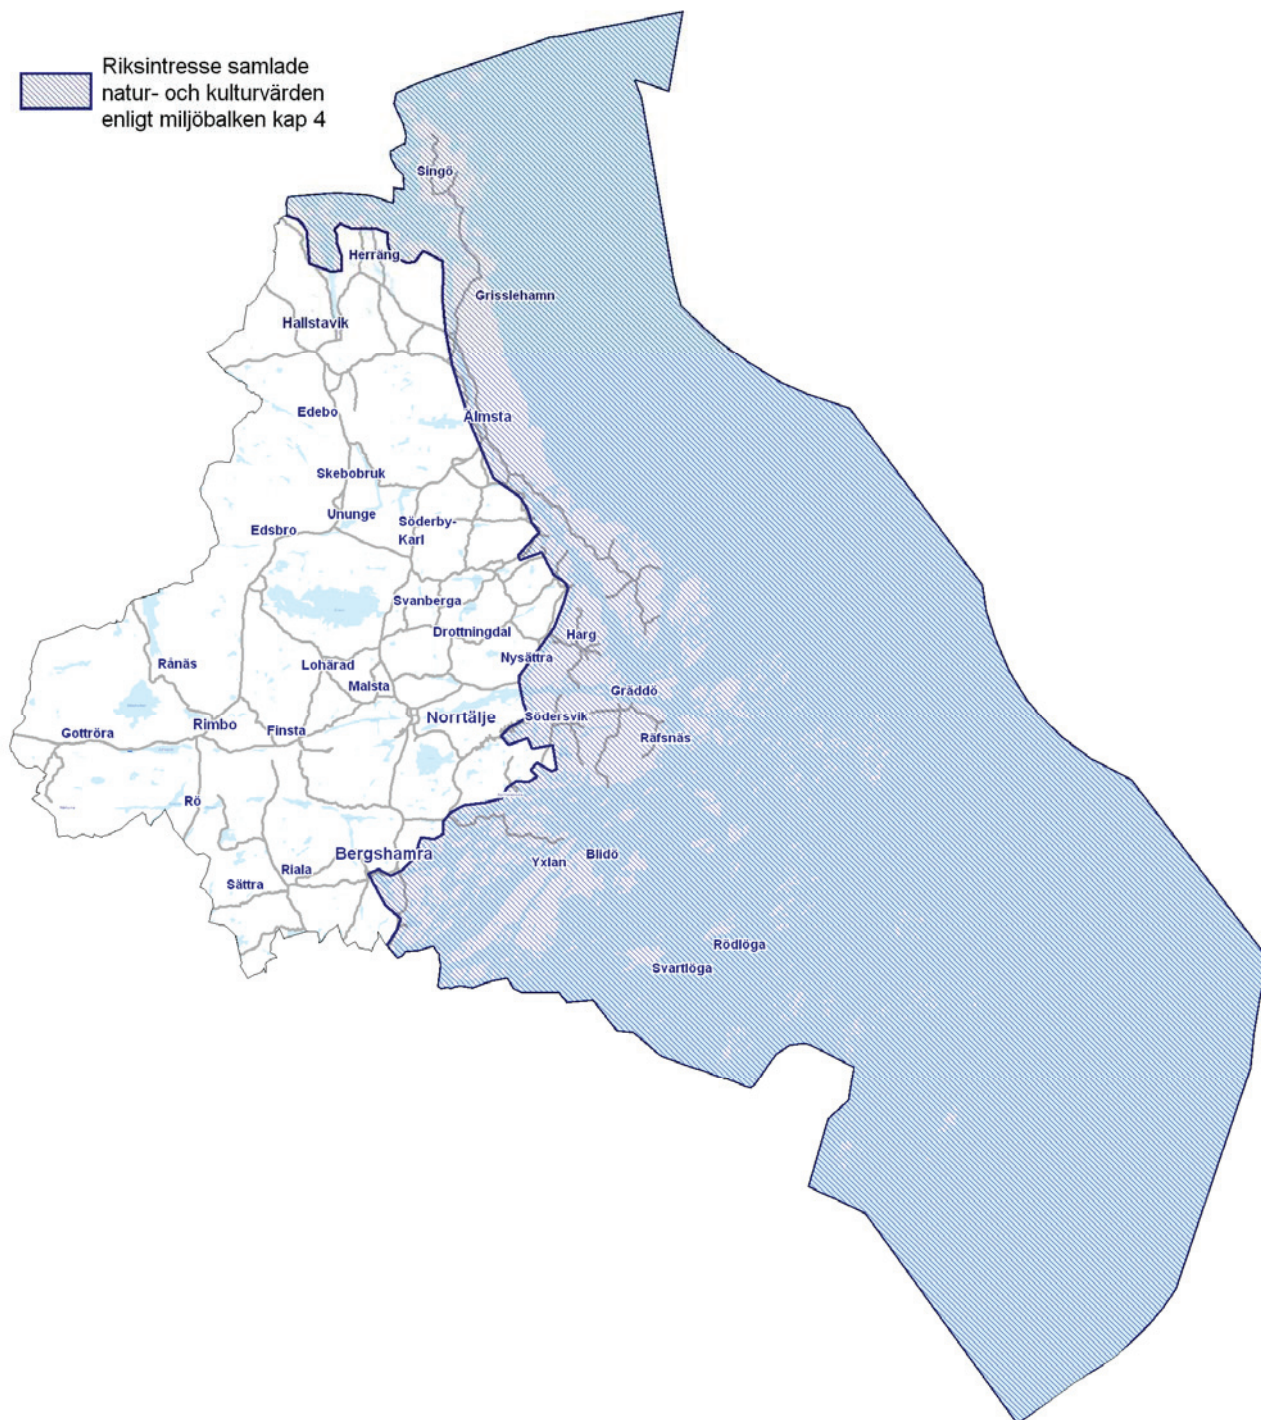 Riksintresse samlade
natur- och kulturvärden
enligt miljöbalken kap 4
Singö
Herräng
Grisslehamn
Hallstavik
Edebo
Älmsta
Skebobruk
Ununge
Söderby-
Karl
Edsbro
Svanberga
Drottningdal
Harg
Nysättra
Rånäs
Lohärad
Malsta
Gräddö
Södersvik
Norrtälje
Rimbo
Finsta
Gottröra
Räfsnäs
Rö
Bergshamra
Blidö
Yxlan
Riala
Sättra
Rödlöga
Svartlöga